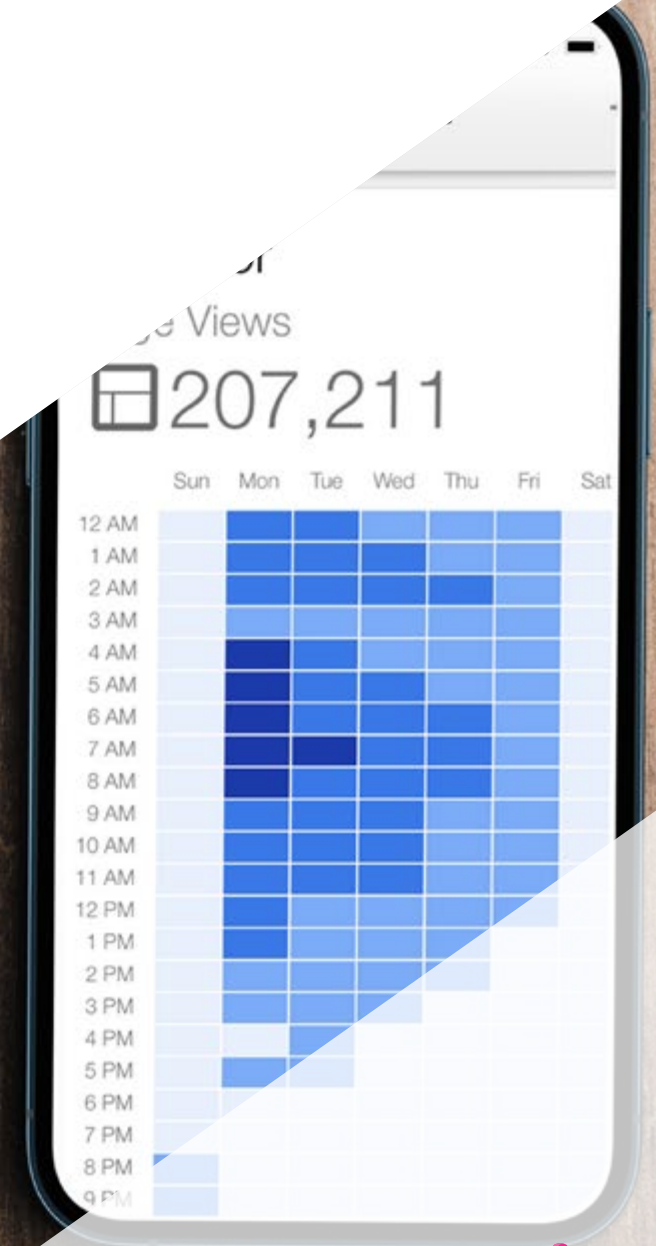 Views
207,211
Sun Mon Tue Wed Thu Fri Sat
12 AM
1 AM
2 AM
3 AM
4 AM
5 AM
6 AM
7 AM
8 AM
9 AM
10 AM
11 AM
12 PM
1 PM
2 PM
3 PM
4 PM
5 PM
6 PM
7 PM
8 PM
9 PM